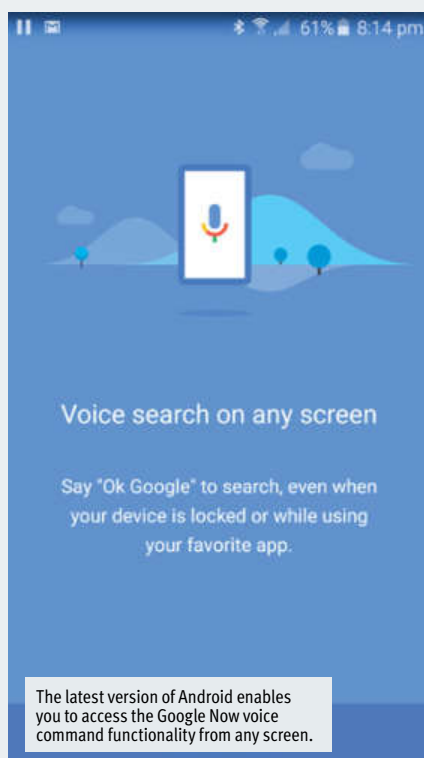 61% 8:14 pm
Voice search on any screen
Say "Ok Google" to search, even when
your device is locked or while using
your favorite app.
The latest version of Android enables
you to access the Google Now voice
command functionality from any screen.